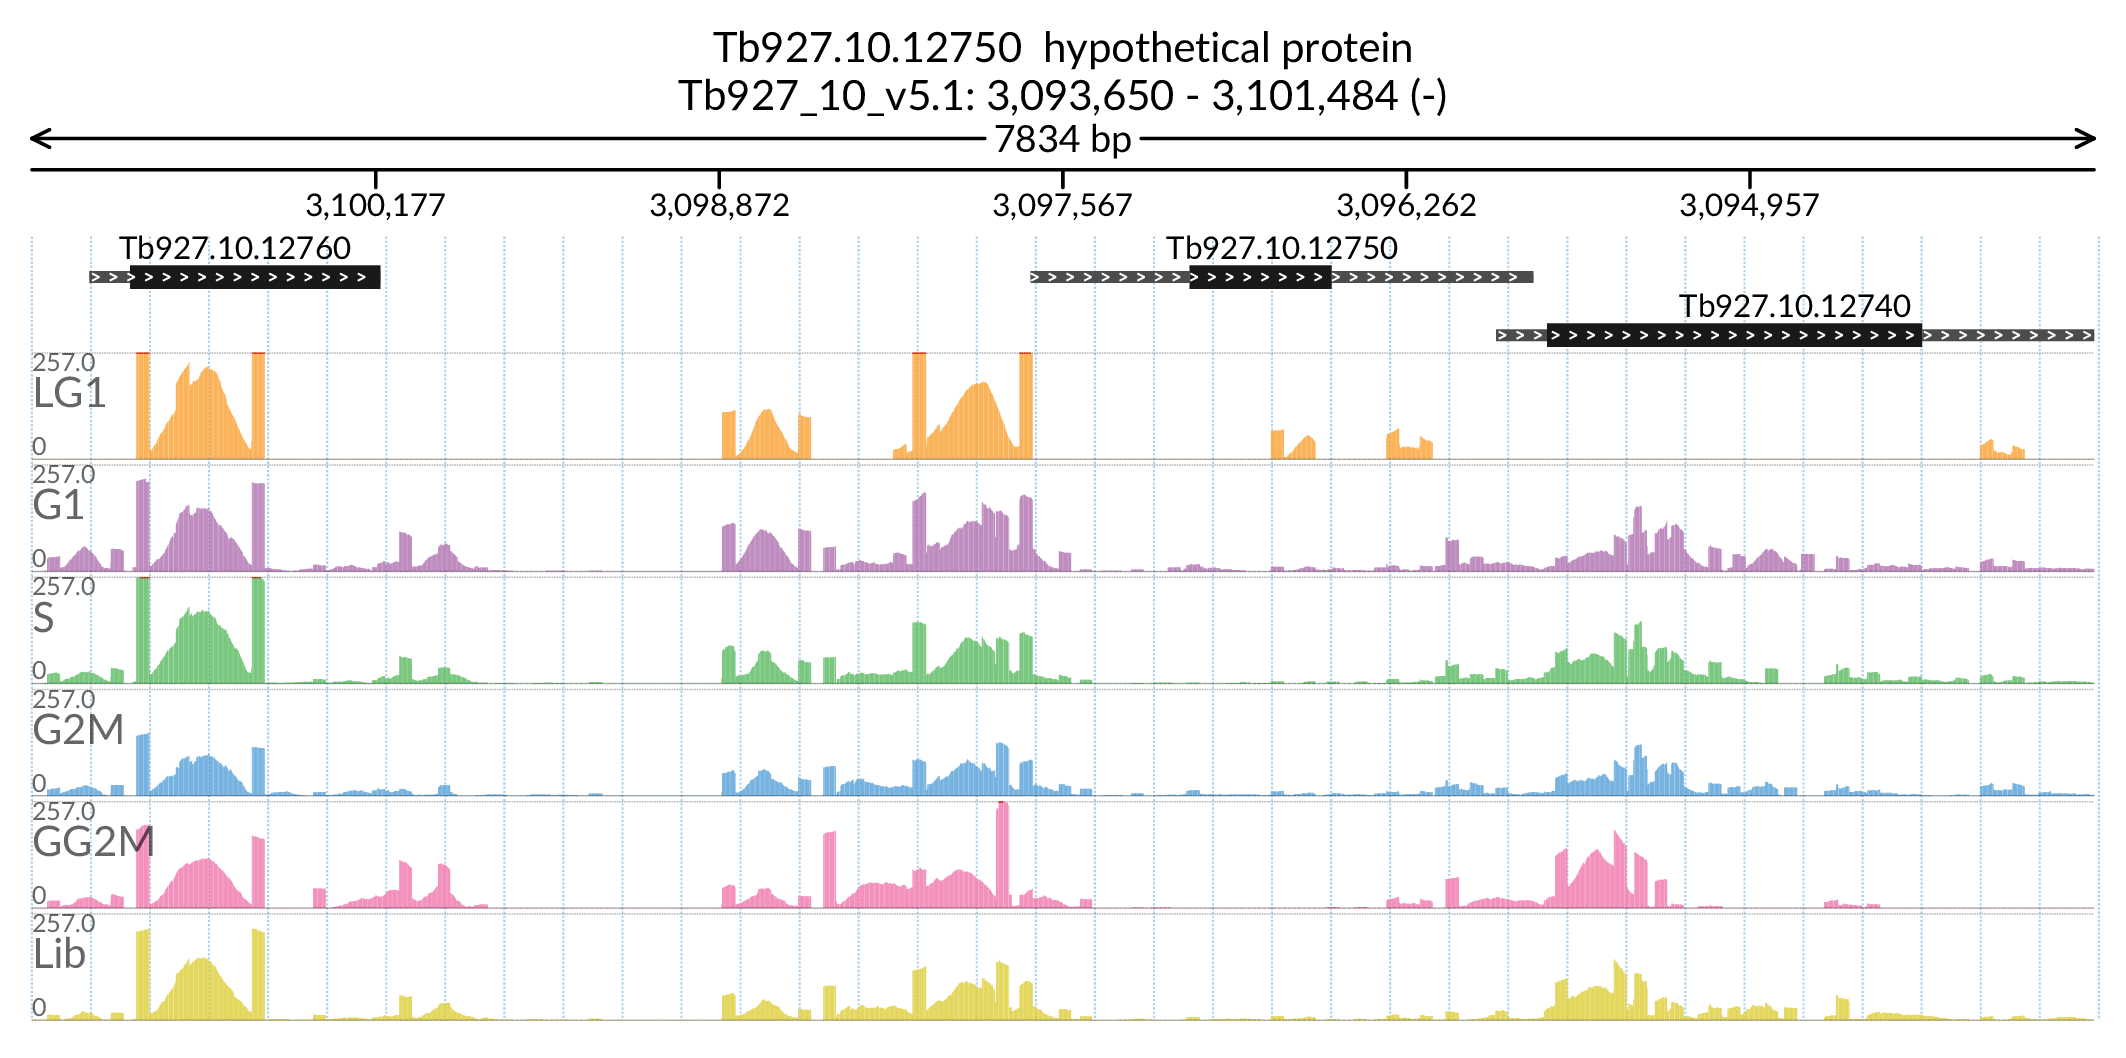 Tb927.10.12750  hypothetical protein
Tb927_10_v5.1: 3,093,650 - 3,101,484 (-)
7834 bp
3,100,177 3,098,872 3,097,567 3,096,262 3,094,957
Tb927.10.12760 Tb927.10.12750
Tb927.10.12740
257.0
LG1
0
257.0
G1
0
257.0
S
0
257.0
G2M
0
257.0
GG2M
0
257.0
Lib
0